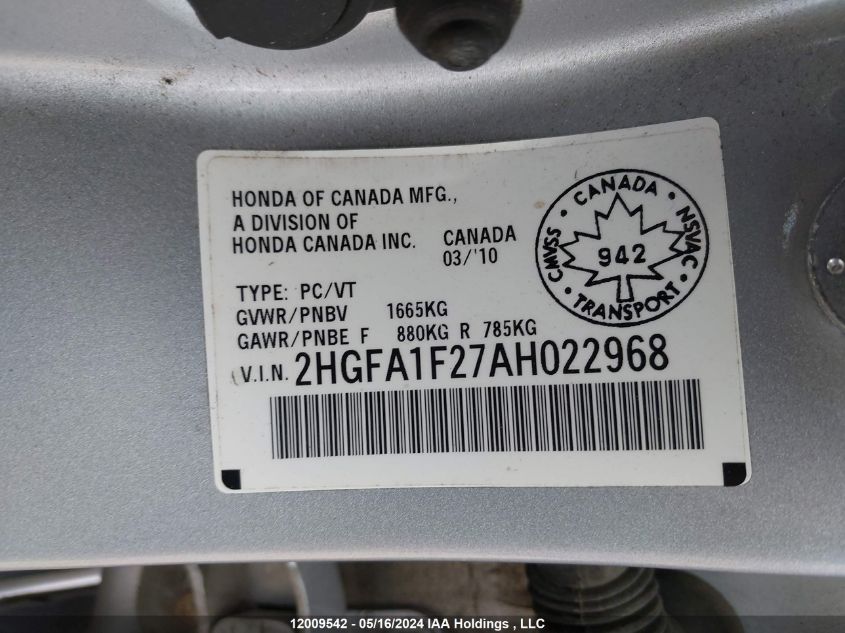 HONDA OF CANADA MFG.,
A DIVISION OF
HONDA CANADA INC.
CANADA
03/'10
CANADA
CMVSS
NSVAC
942
TRANSPORT
TYPE: PC/VT
GVWR/PNBV 1665KG
GAWR/PNBE F 880KG R 785KG
V.I.N. 2HGFA1F27AH022968
12009542 - 05/16/2024 IAA Holdings , LLC